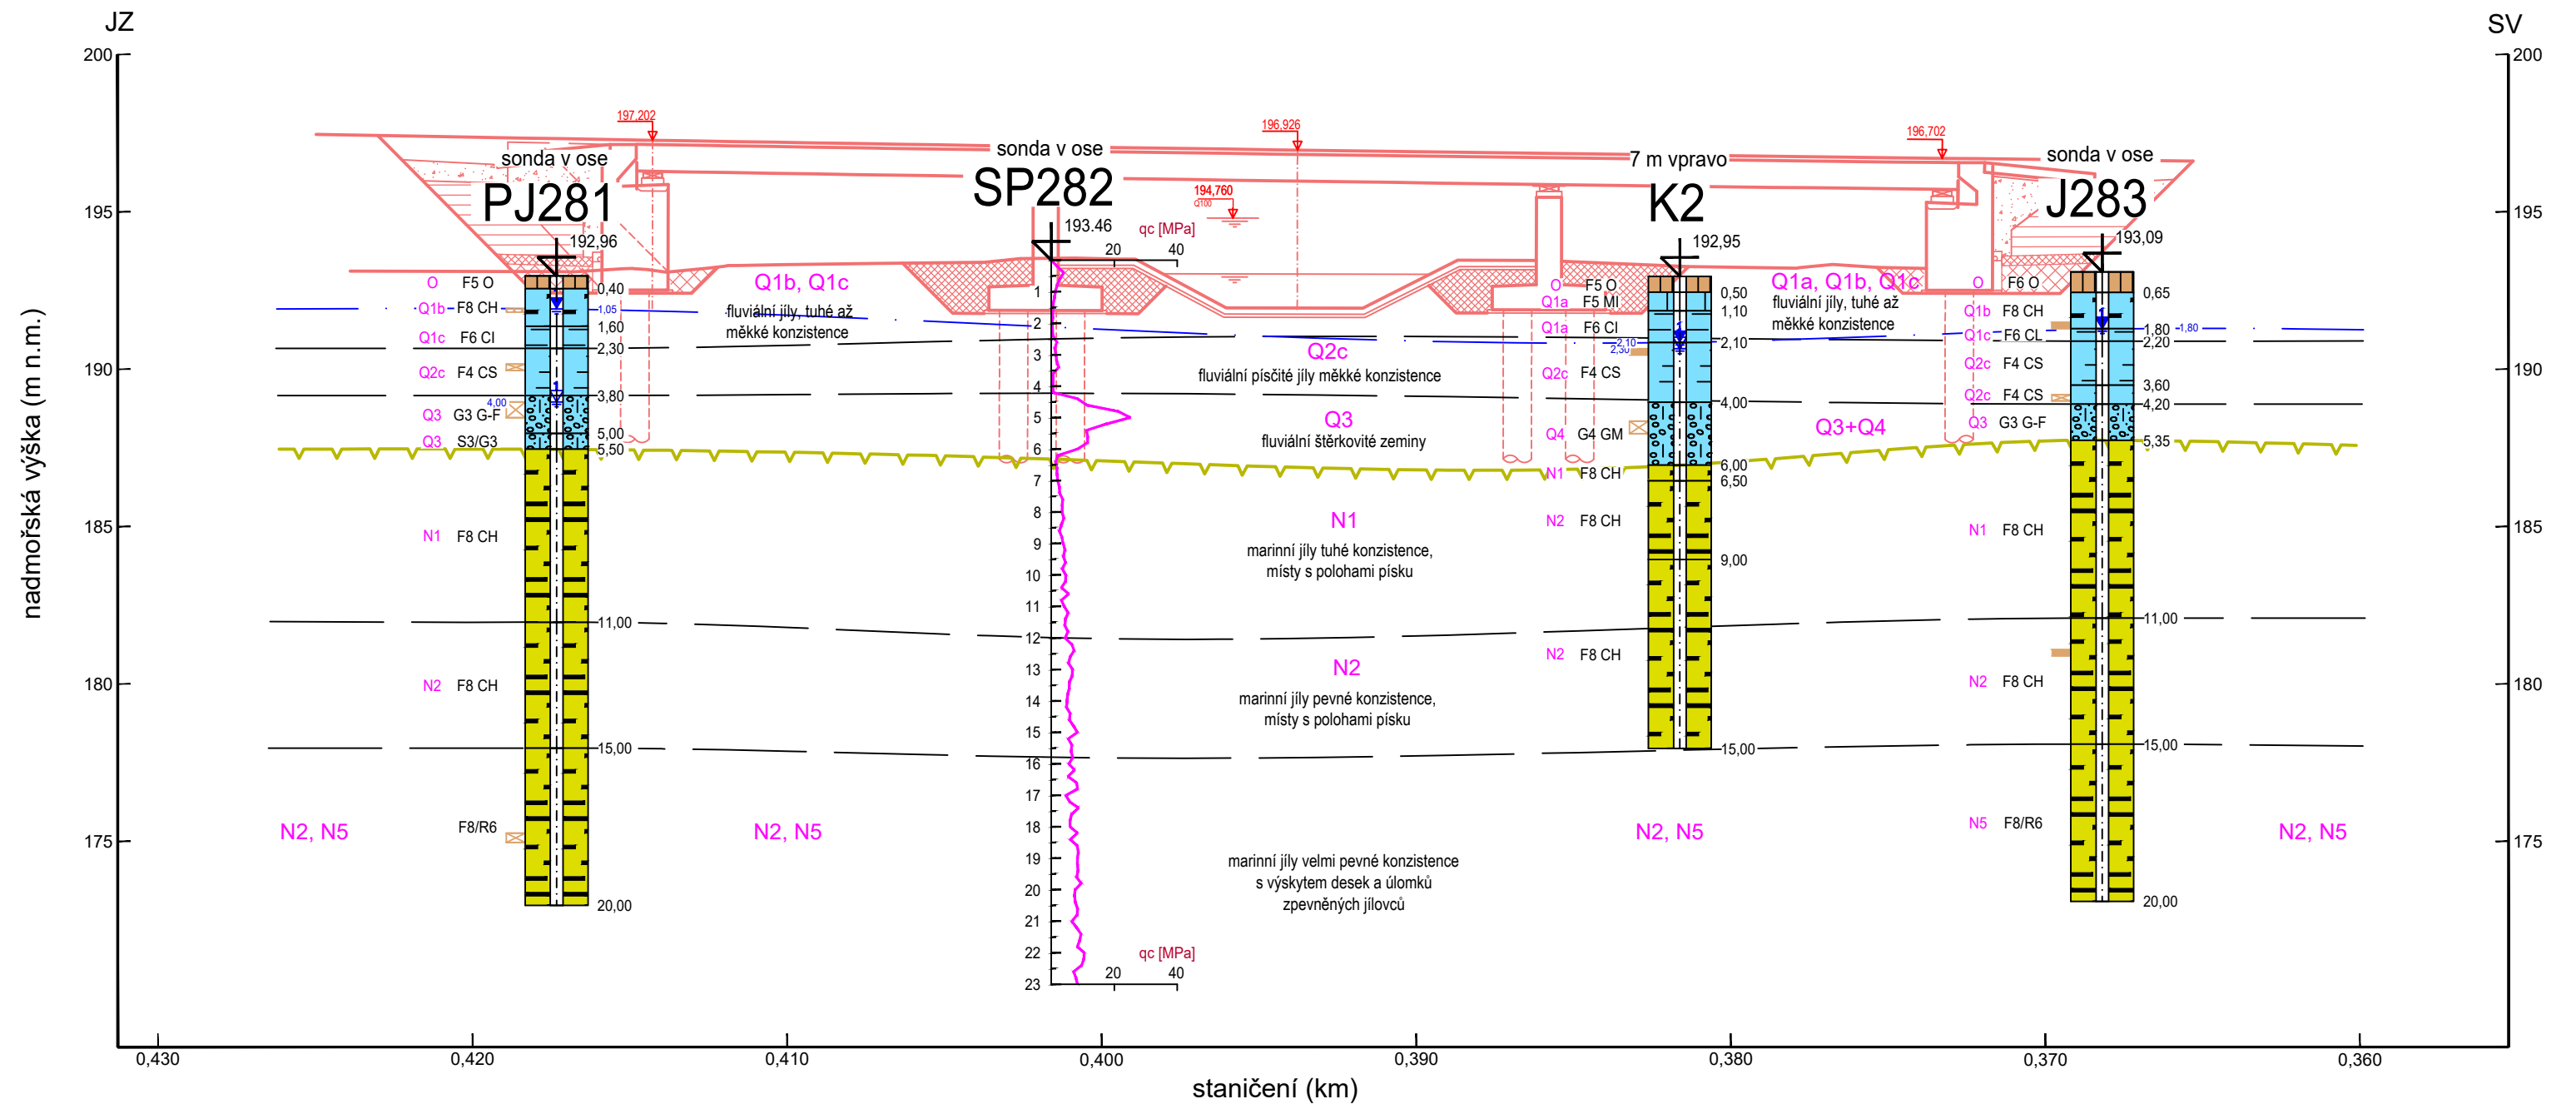 JZ
SV
200
200
195
195
190
190
185
185
180
180
175
175
nadmořská výška (m n.m.)
197,202
196,926
196,702
194,760
Q100
sonda v ose
PJ281
192,96
sonda v ose
SP282
193.46
qc [MPa]
20
40
7 m vpravo
K2
192,95
sonda v ose
J283
193,09
O F5 O
0,40
Q1b F8 CH
1,05
1,60
Q1c F6 CI
2,30
Q2c F4 CS
3,80
4,00
Q3 G3 G-F
5,00
Q3 S3/G3
5,50
N1 F8 CH
11,00
N2 F8 CH
15,00
F8/R6
20,00
Q1b, Q1c
fluviální jíly, tuhé až
měkké konzistence
1
2
3
4
5
6
7
8
9
10
11
12
13
14
15
16
17
18
19
20
21
22
23
qc [MPa]
20
40
Q2c
fluviální písčité jíly měkké konzistence
Q3
fluviální štěrkovité zeminy
N1
marinní jíly tuhé konzistence,
místy s polohami písku
N2
marinní jíly pevné konzistence,
místy s polohami písku
marinní jíly velmi pevné konzistence
s výskytem desek a úlomků
zpevněných jílovců
O F5 O
0,50
Q1a F5 MI
1,10
Q1a F6 CI
2,10
2,10
2,30
Q2c F4 CS
4,00
Q4 G4 GM
6,00
N1 F8 CH
6,50
N2 F8 CH
9,00
N2 F8 CH
15,00
Q1a, Q1b, Q1c
fluviální jíly, tuhé až
měkké konzistence
Q3+Q4
O F6 O
0,65
Q1b F8 CH
1,80
1,80
Q1c F6 CL
2,20
Q2c F4 CS
3,60
Q2c F4 CS
4,20
Q3 G3 G-F
5,35
N1 F8 CH
11,00
N2 F8 CH
15,00
N5 F8/R6
20,00
N2, N5
N2, N5
N2, N5
N2, N5
0,430
0,420
0,410
0,400
0,390
0,380
0,370
0,360
staničení (km)